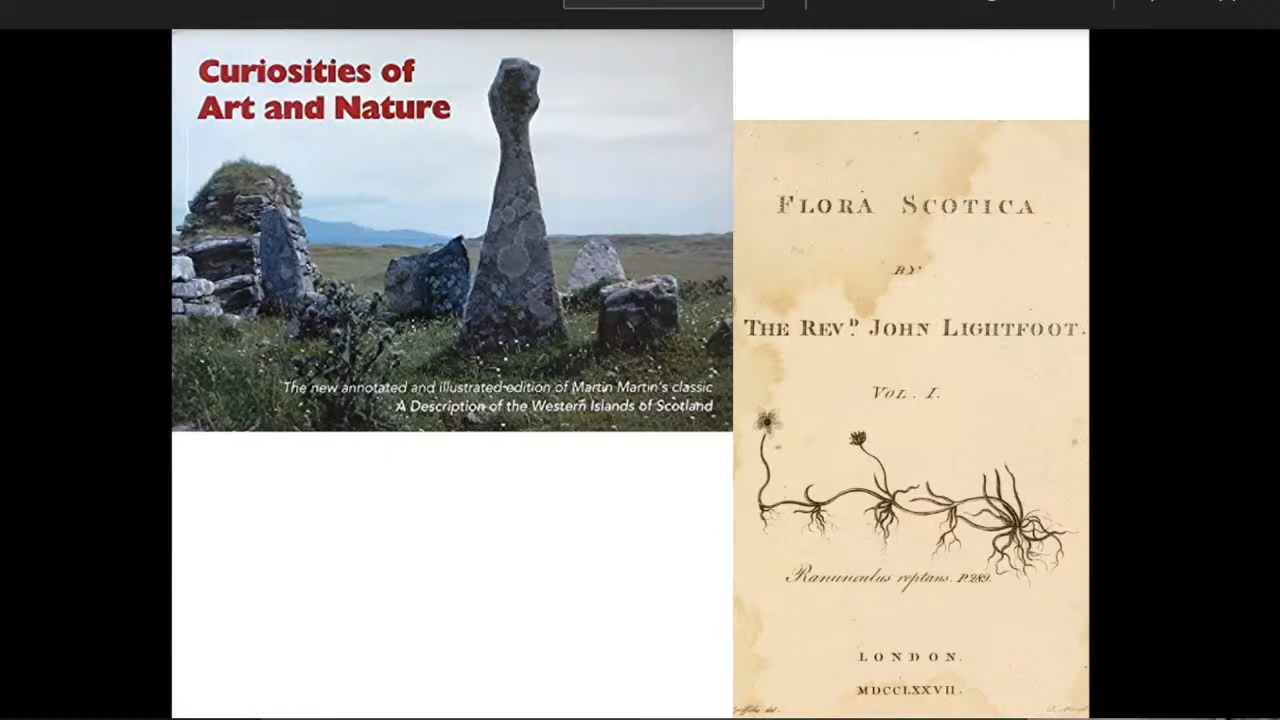 Curiosities of
Art and Nature
The new annotated and illustrated edition of Martin Martin's classic
A Description of the Western Islands of Scotland
FLORA SCOTICA
BY
THE REVD. JOHN LIGHTFOOT.
VOL. I.
Ranunculus reptans. P. 289.
LONDON.
MDCCLXXVII.